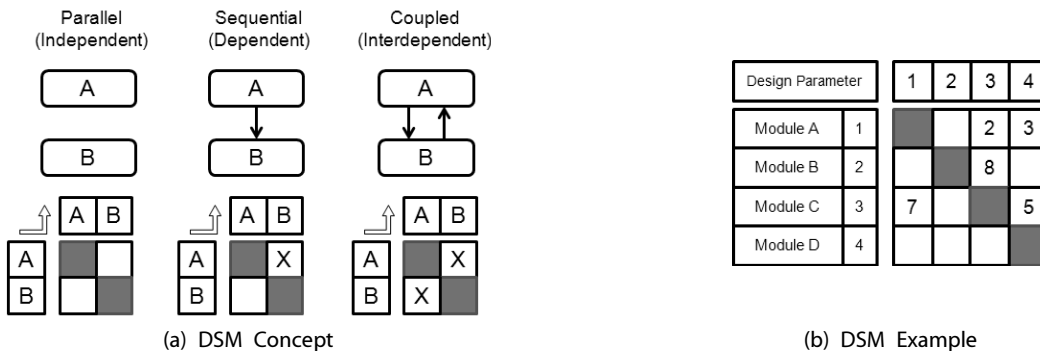 Parallel
(Independent)
Sequential
(Dependent)
Coupled
(Interdependent)
A
B
A
B
A
B
A B
A
B
A B
A X
B
A B
A X
B X
(a) DSM Concept
Design Parameter 1 2 3 4
Module A 1 2 3
Module B 2 8
Module C 3 7 5
Module D 4
(b) DSM Example